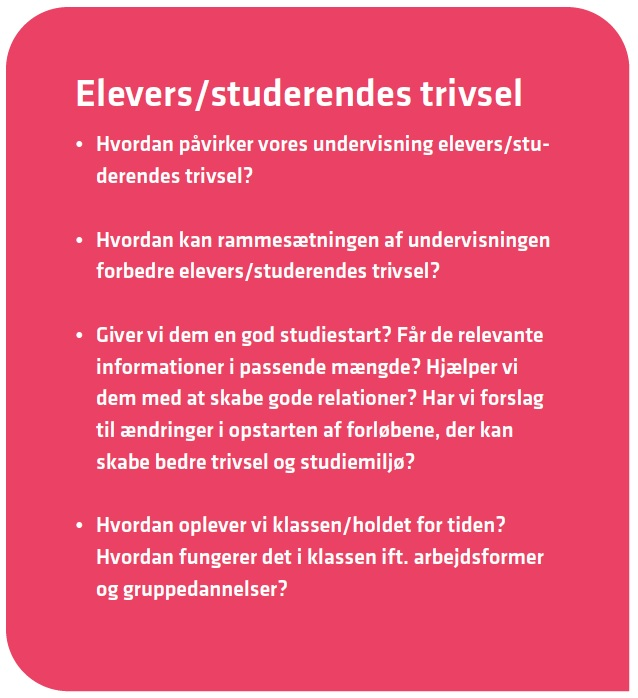 Elevers/studerendes trivsel
• Hvordan påvirker vores undervisning elevers/stu-
derendes trivsel?
• Hvordan kan rammesætningen af undervisningen
forbedre elevers/studerendes trivsel?
• Giver vi dem en god studiestart? Får de relevante
informationer i passende mængde? Hjælper vi
dem med at skabe gode relationer? Har vi forslag
til ændringer i opstarten af forløbene, der kan
skabe bedre trivsel og studiemiljø?
• Hvordan oplever vi klassen/holdet for tiden?
Hvordan fungerer det i klassen ift. arbejdsformer
og gruppedannelser?